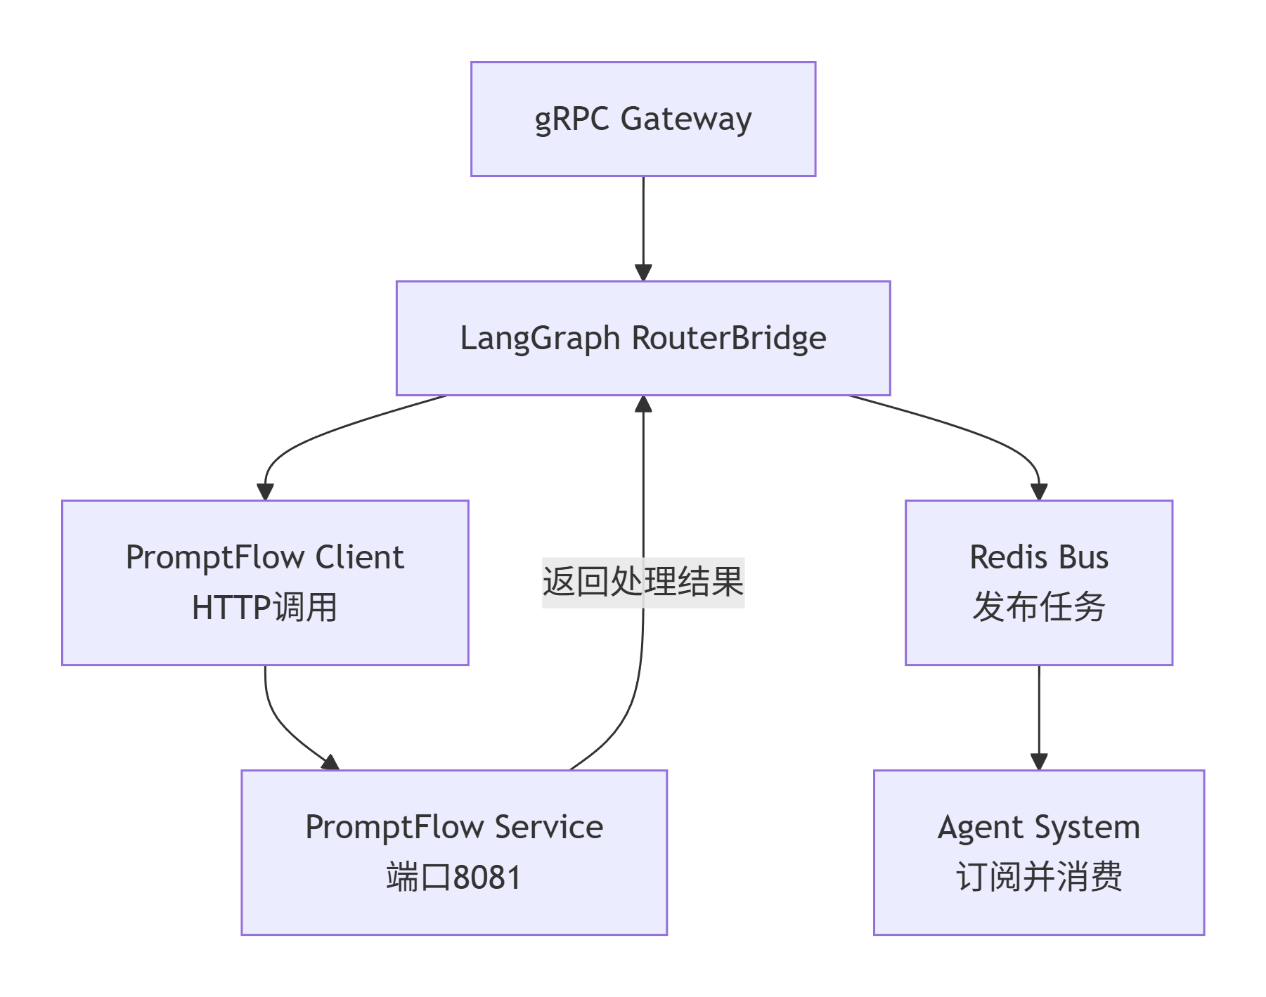 gRPC Gateway
LangGraph RouterBridge
PromptFlow Client
HTTP调用
返回处理结果
Redis Bus
发布任务
PromptFlow Service
端口8081
Agent System
订阅并消费